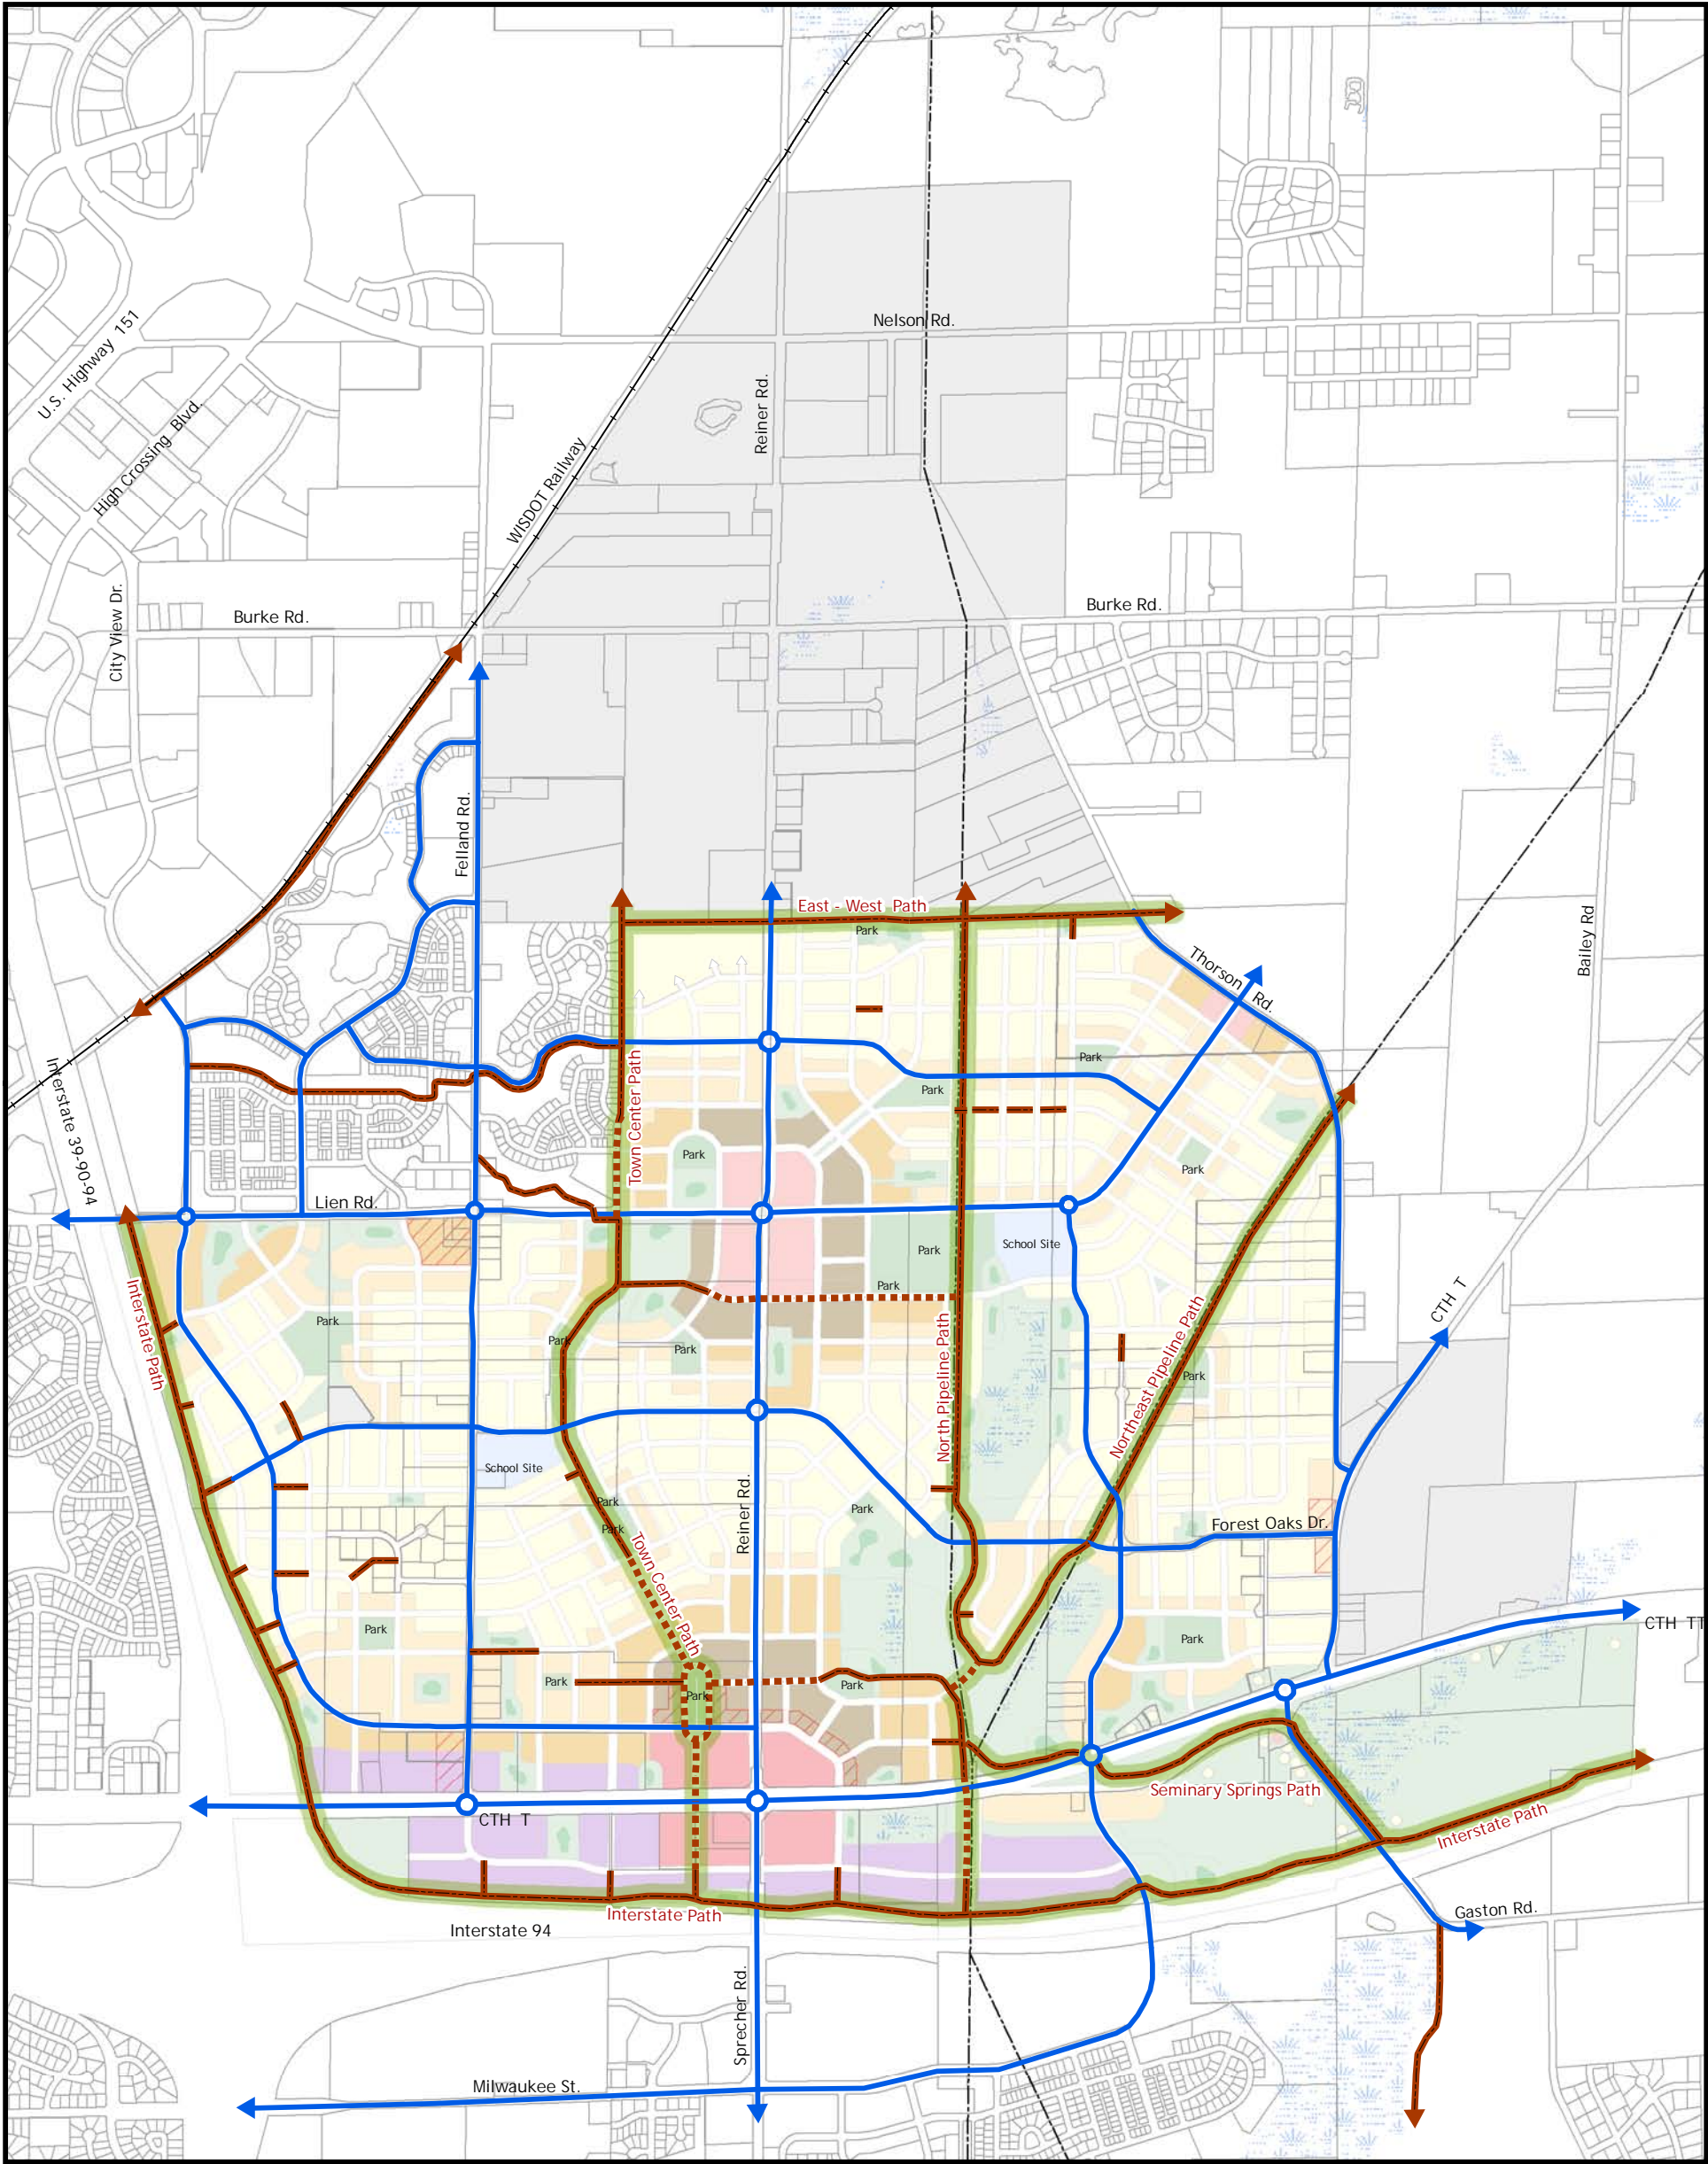 Nelson Rd.
U.S. Highway 151
Reiner Rd.
High Crossing Blvd.
WISDOT Railway
Burke Rd.
Burke Rd.
City View Dr.
Felland Rd.
East - West Path
Park
Bailey Rd
Thorson Rd.
Interstate 39-90-94
Town Center Path
Park
Park
Park
Park
Lien Rd.
School Site
Park
Park
Interstate Path
CTH T
Park
Park
Park
North Pipeline Path
Northeast Pipeline Path
Park
School Site
Reiner Rd.
Park
Park
Park
Forest Oaks Dr.
Town Center Path
CTH TT
Park
Park
Park
Park
Park
Seminary Springs Path
CTH T
Interstate Path
Interstate Path
Interstate 94
Gaston Rd.
Sprecher Rd.
Milwaukee St.